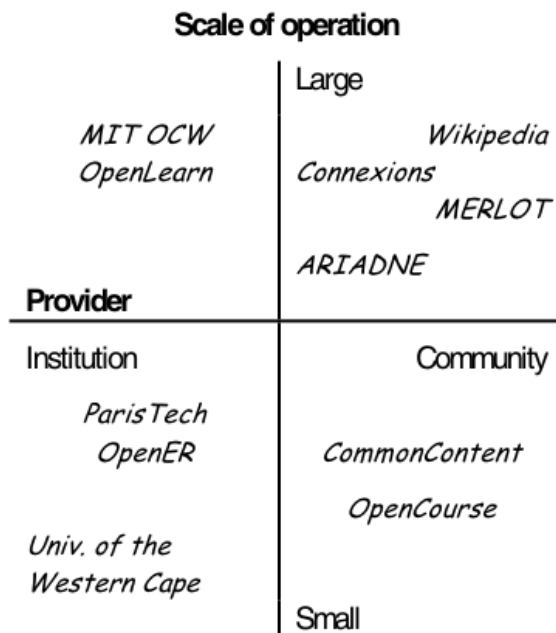 Scale of operation
Large
MIT OCW
Wikipedia
OpenLearn
Connexions
MERLOT
ARIADNE
Provider
Institution
Community
ParisTech
OpenER
CommonContent
OpenCourse
Univ. of the
Western Cape
Small